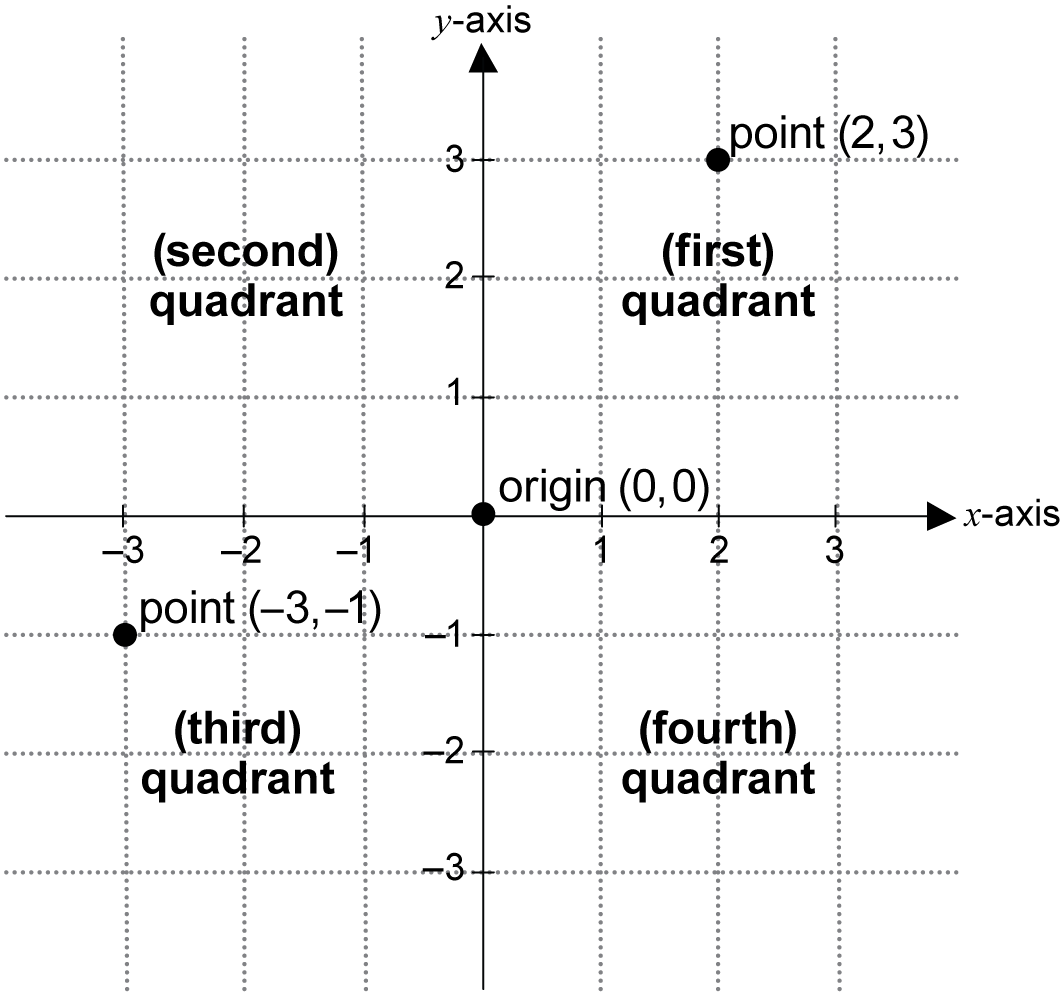 y-axis
point (2,3)
3
(second)
quadrant
(first)
quadrant
2
1
origin (0,0)
x-axis
–3 –2 –1 1 2 3
point (–3,–1)
–1
(third)
quadrant
(fourth)
quadrant
–2
–3